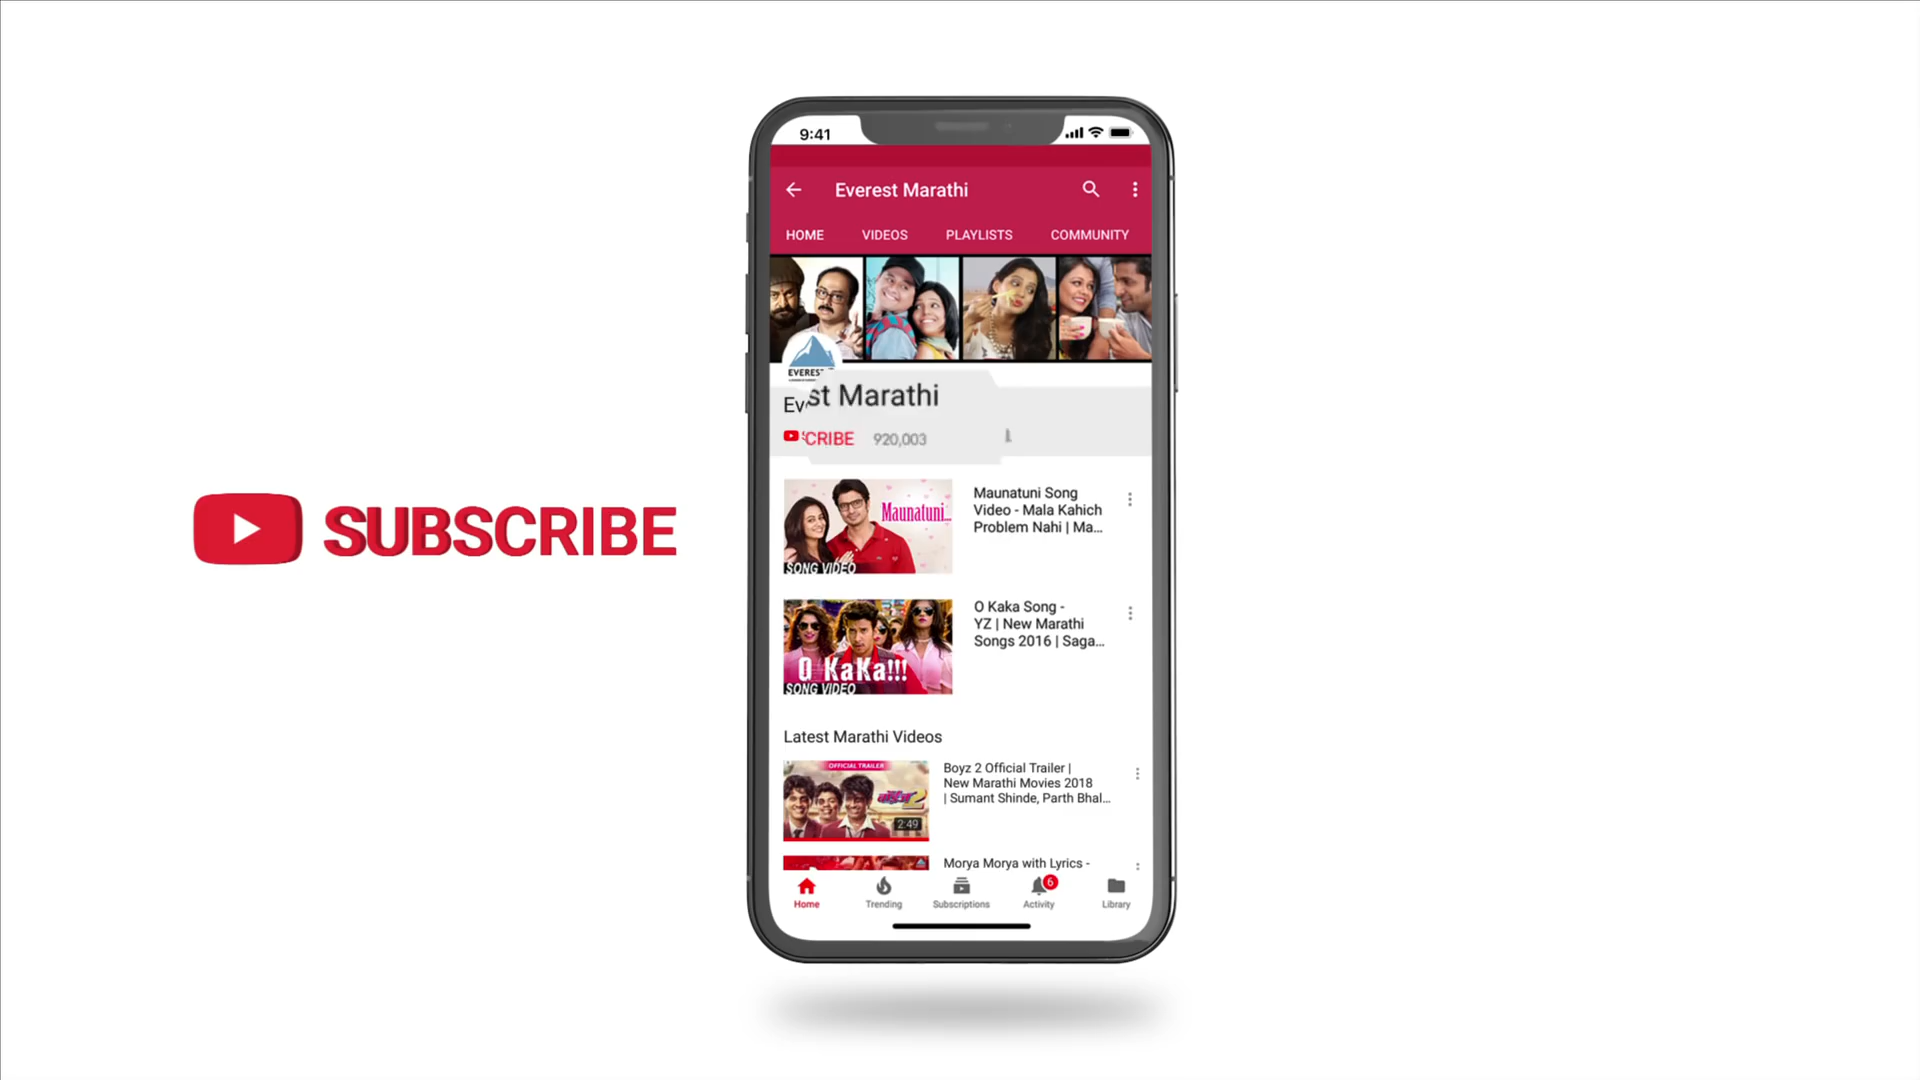 9:41
Everest Marathi
HOME VIDEOS PLAYLISTS COMMUNITY
EVEREST
Ev st Marathi
CRIBE 920,003
SUBSCRIBE
Maunatuni...
SONG VIDEO
Maunatuni Song
Video - Mala Kahich
Problem Nahi | Ma...
O KaKa!!!
SONG VIDEO
O Kaka Song -
YZ | New Marathi
Songs 2016 | Saga...
Latest Marathi Videos
OFFICIAL TRAILER
बॉईज 2
2:49
Boyz 2 Official Trailer |
New Marathi Movies 2018
| Sumant Shinde, Parth Bhal...
Morya Morya with Lyrics -
6
Home Trending Subscriptions Activity Library